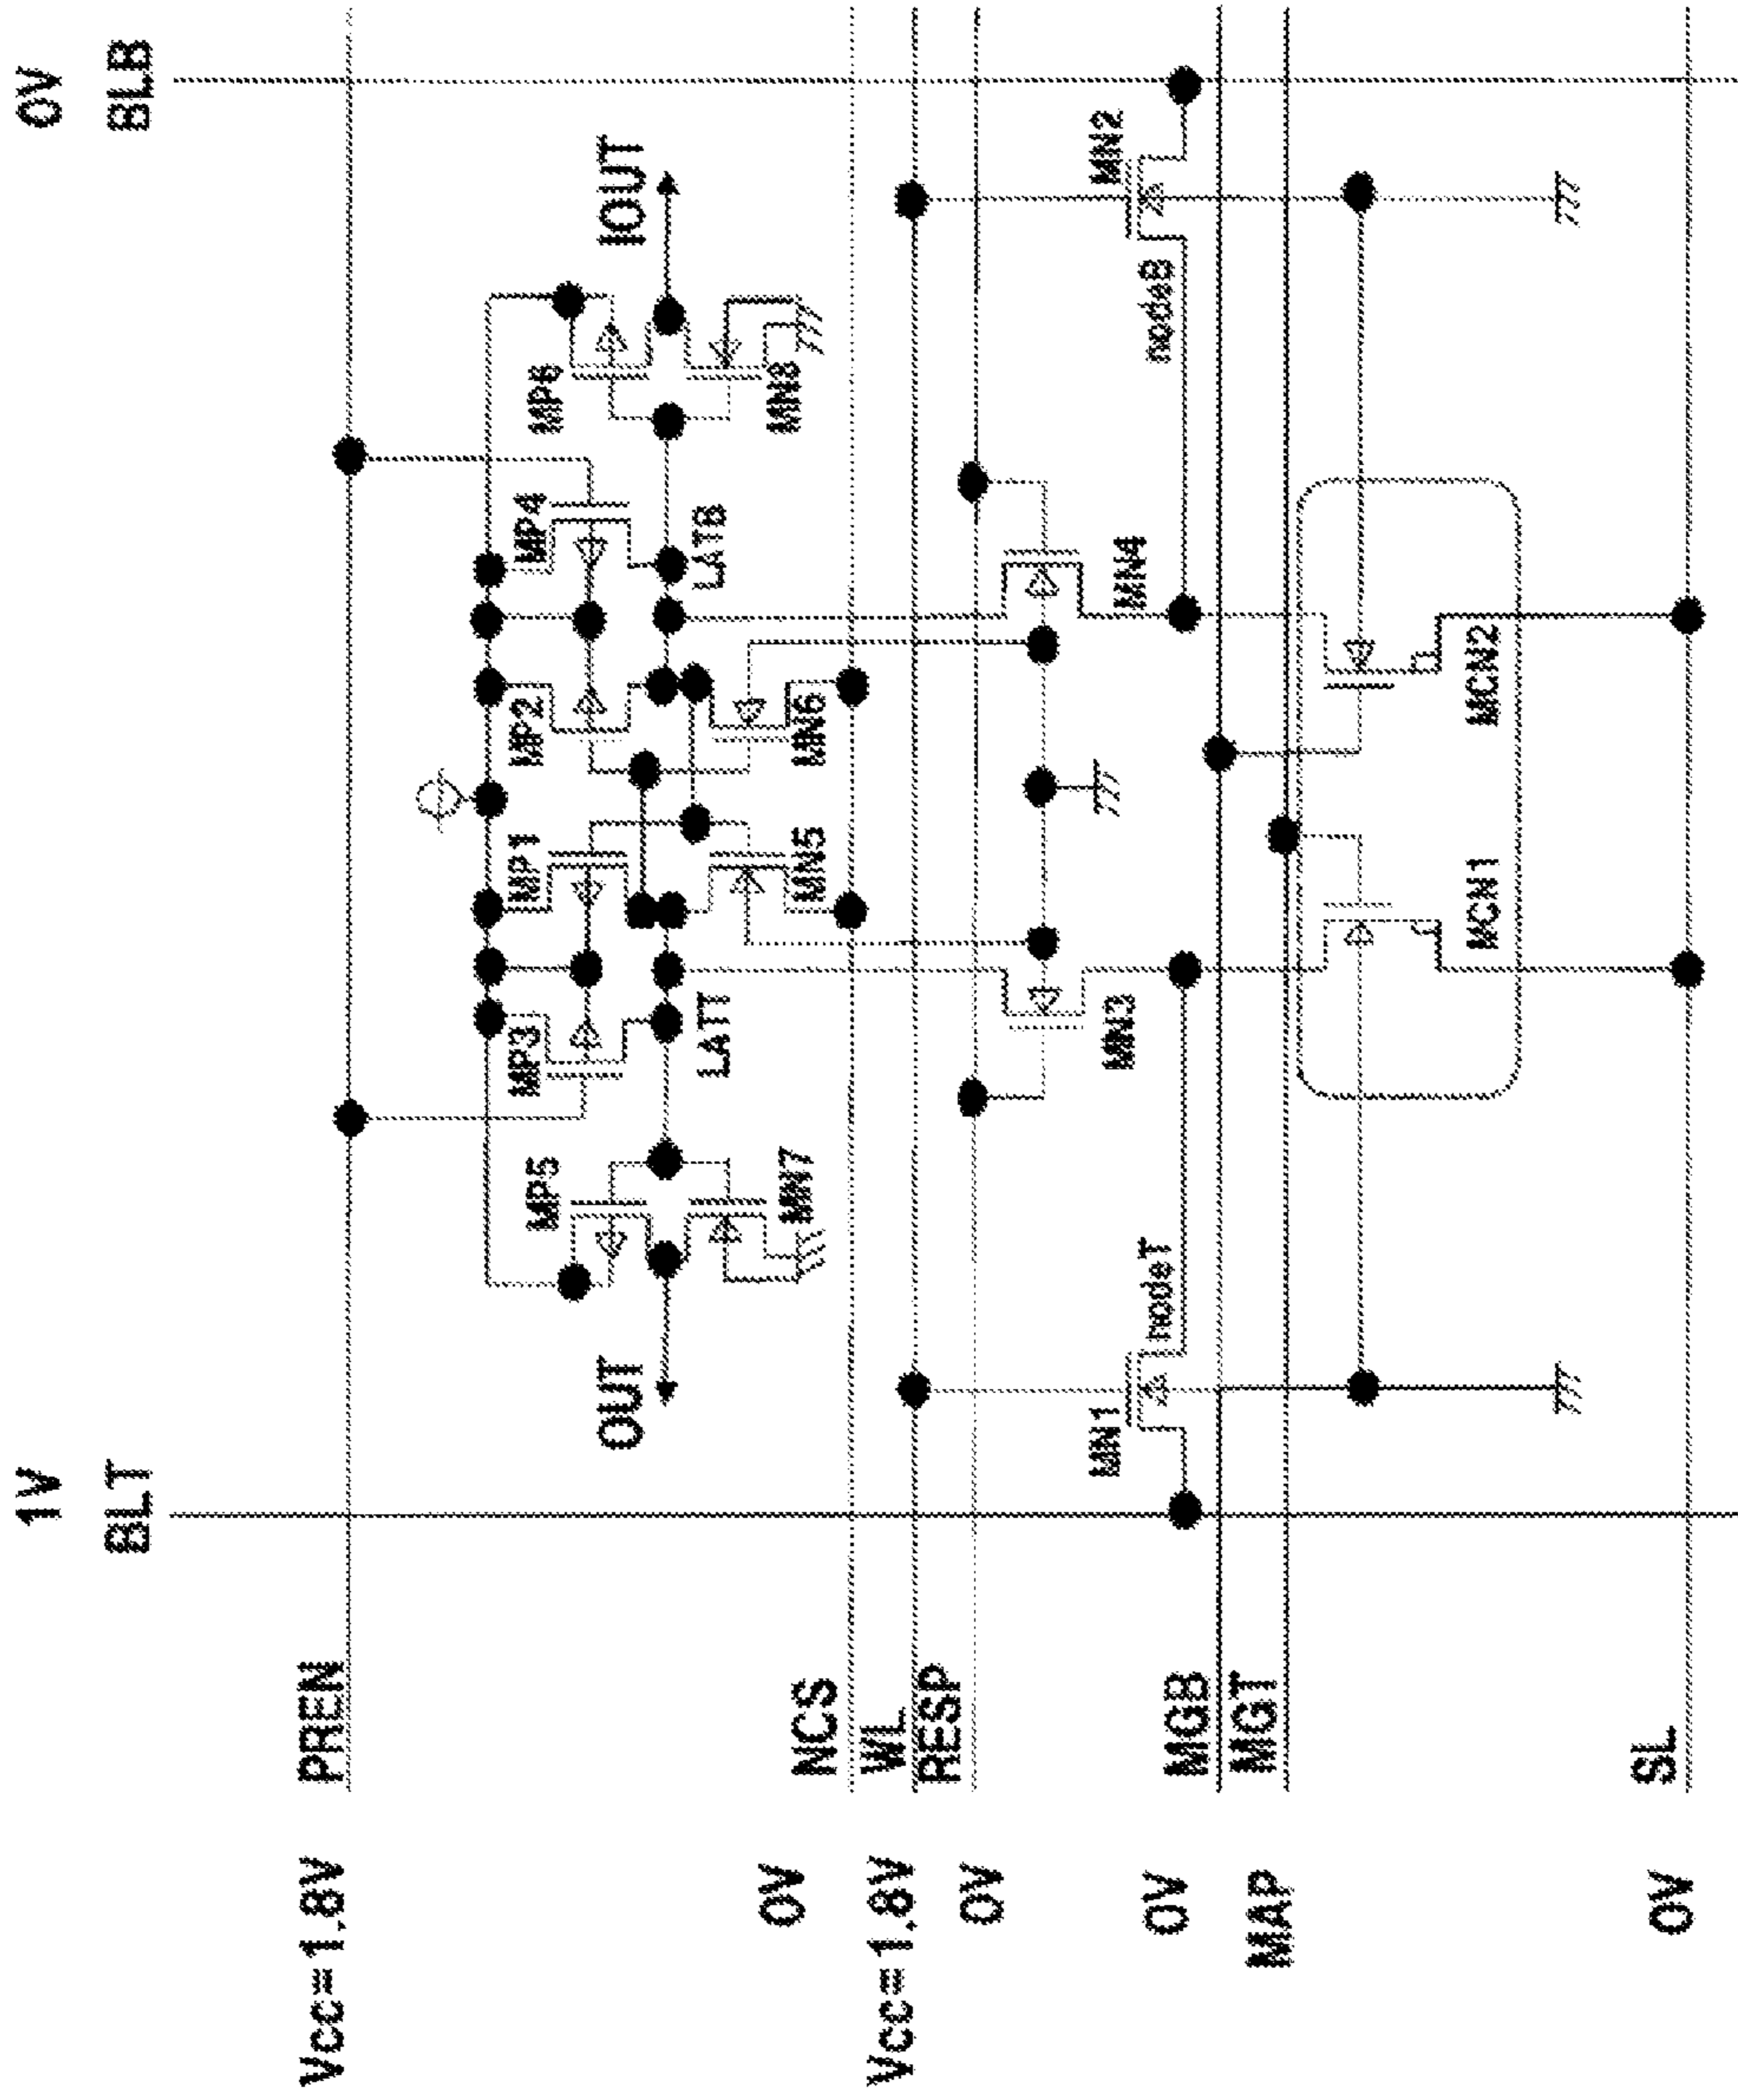 1V
BLT
0V
BLB
Vcc=1.8V PREN
MP5
MP3
MP1
MP2
MP4
MP6
OUT
IOUT
LATT
LATB
MN7
MN5
MN6
MN8
0V NCS
Vcc=1.8V WL
0V RESP
MN1
MN3
MN4
MN2
nodeT
nodeB
0V MGB
MAP MGT
MCN1
MCN2
0V SL